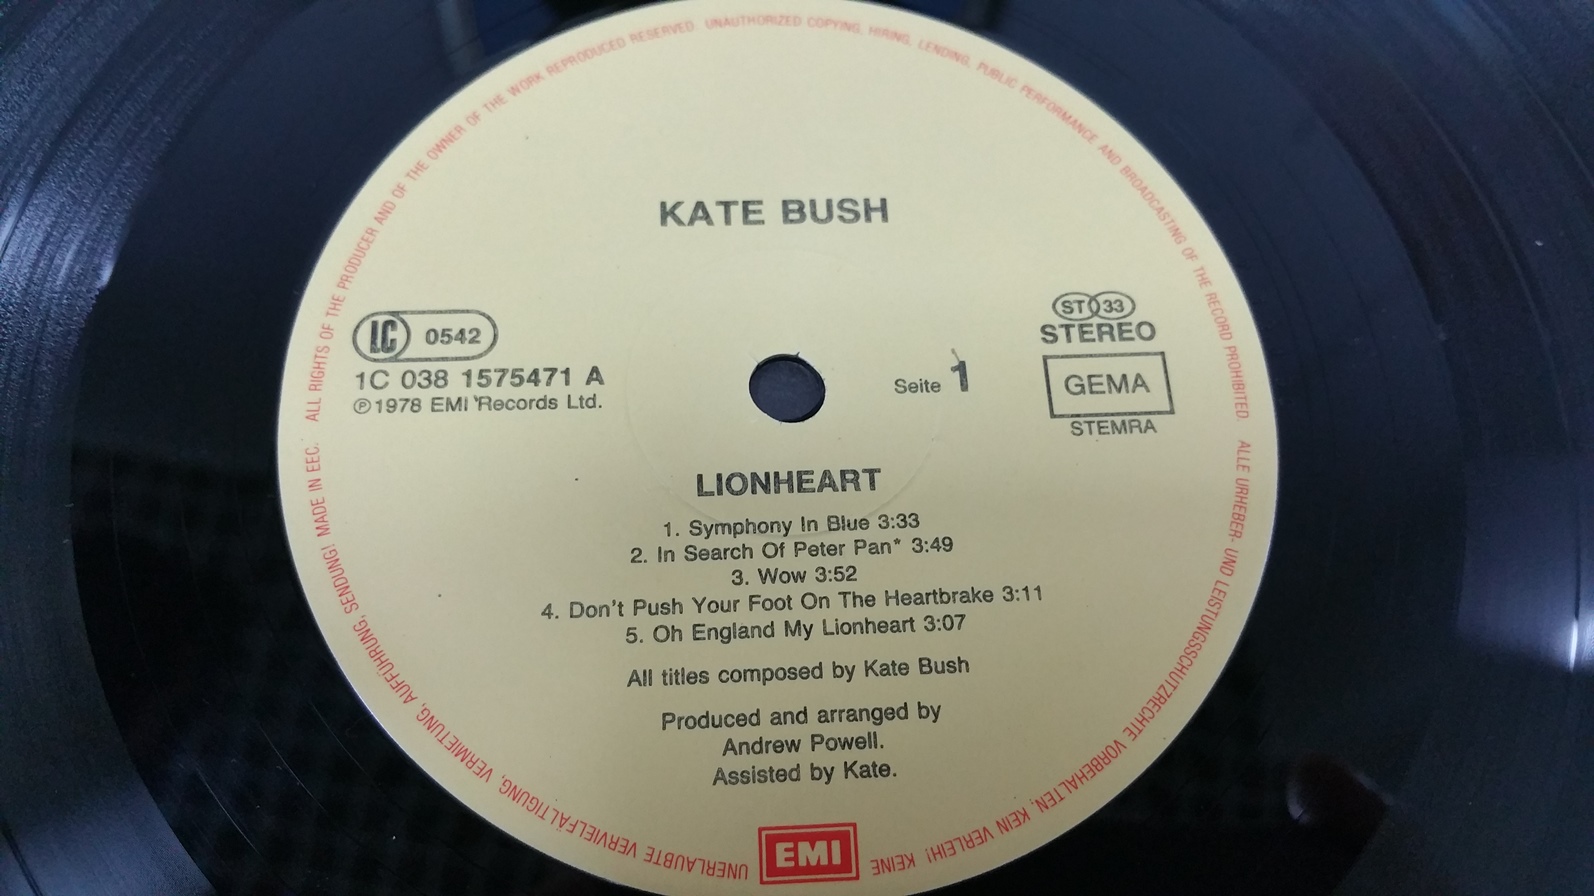 KATE BUSH
LC 0542
1C 038 1575471 A
℗1978 EMI Records Ltd.
Seite 1
ST 33
STEREO
GEMA
STEMRA
LIONHEART
1. Symphony In Blue 3:33
2. In Search Of Peter Pan* 3:49
3. Wow 3:52
4. Don't Push Your Foot On The Heartbrake 3:11
5. Oh England My Lionheart 3:07
All titles composed by Kate Bush
Produced and arranged by
Andrew Powell.
Assisted by Kate.
EMI
ALL RIGHTS OF THE PRODUCER AND OF THE OWNER OF THE WORK REPRODUCED RESERVED. UNAUTHORIZED COPYING, HIRING, LENDING, PUBLIC PERFORMANCE AND BROADCASTING OF THE RECORD PROHIBITED. ALLE URHEBER- UND LEISTUNGSSCHUTZRECHTE VORBEHALTEN. KEIN VERLEIH! KEINE UNERLAUBTE VERVIELFÄLTIGUNG, VERMIETUNG, AUFFÜHRUNG, SENDUNG! MADE IN EEC.